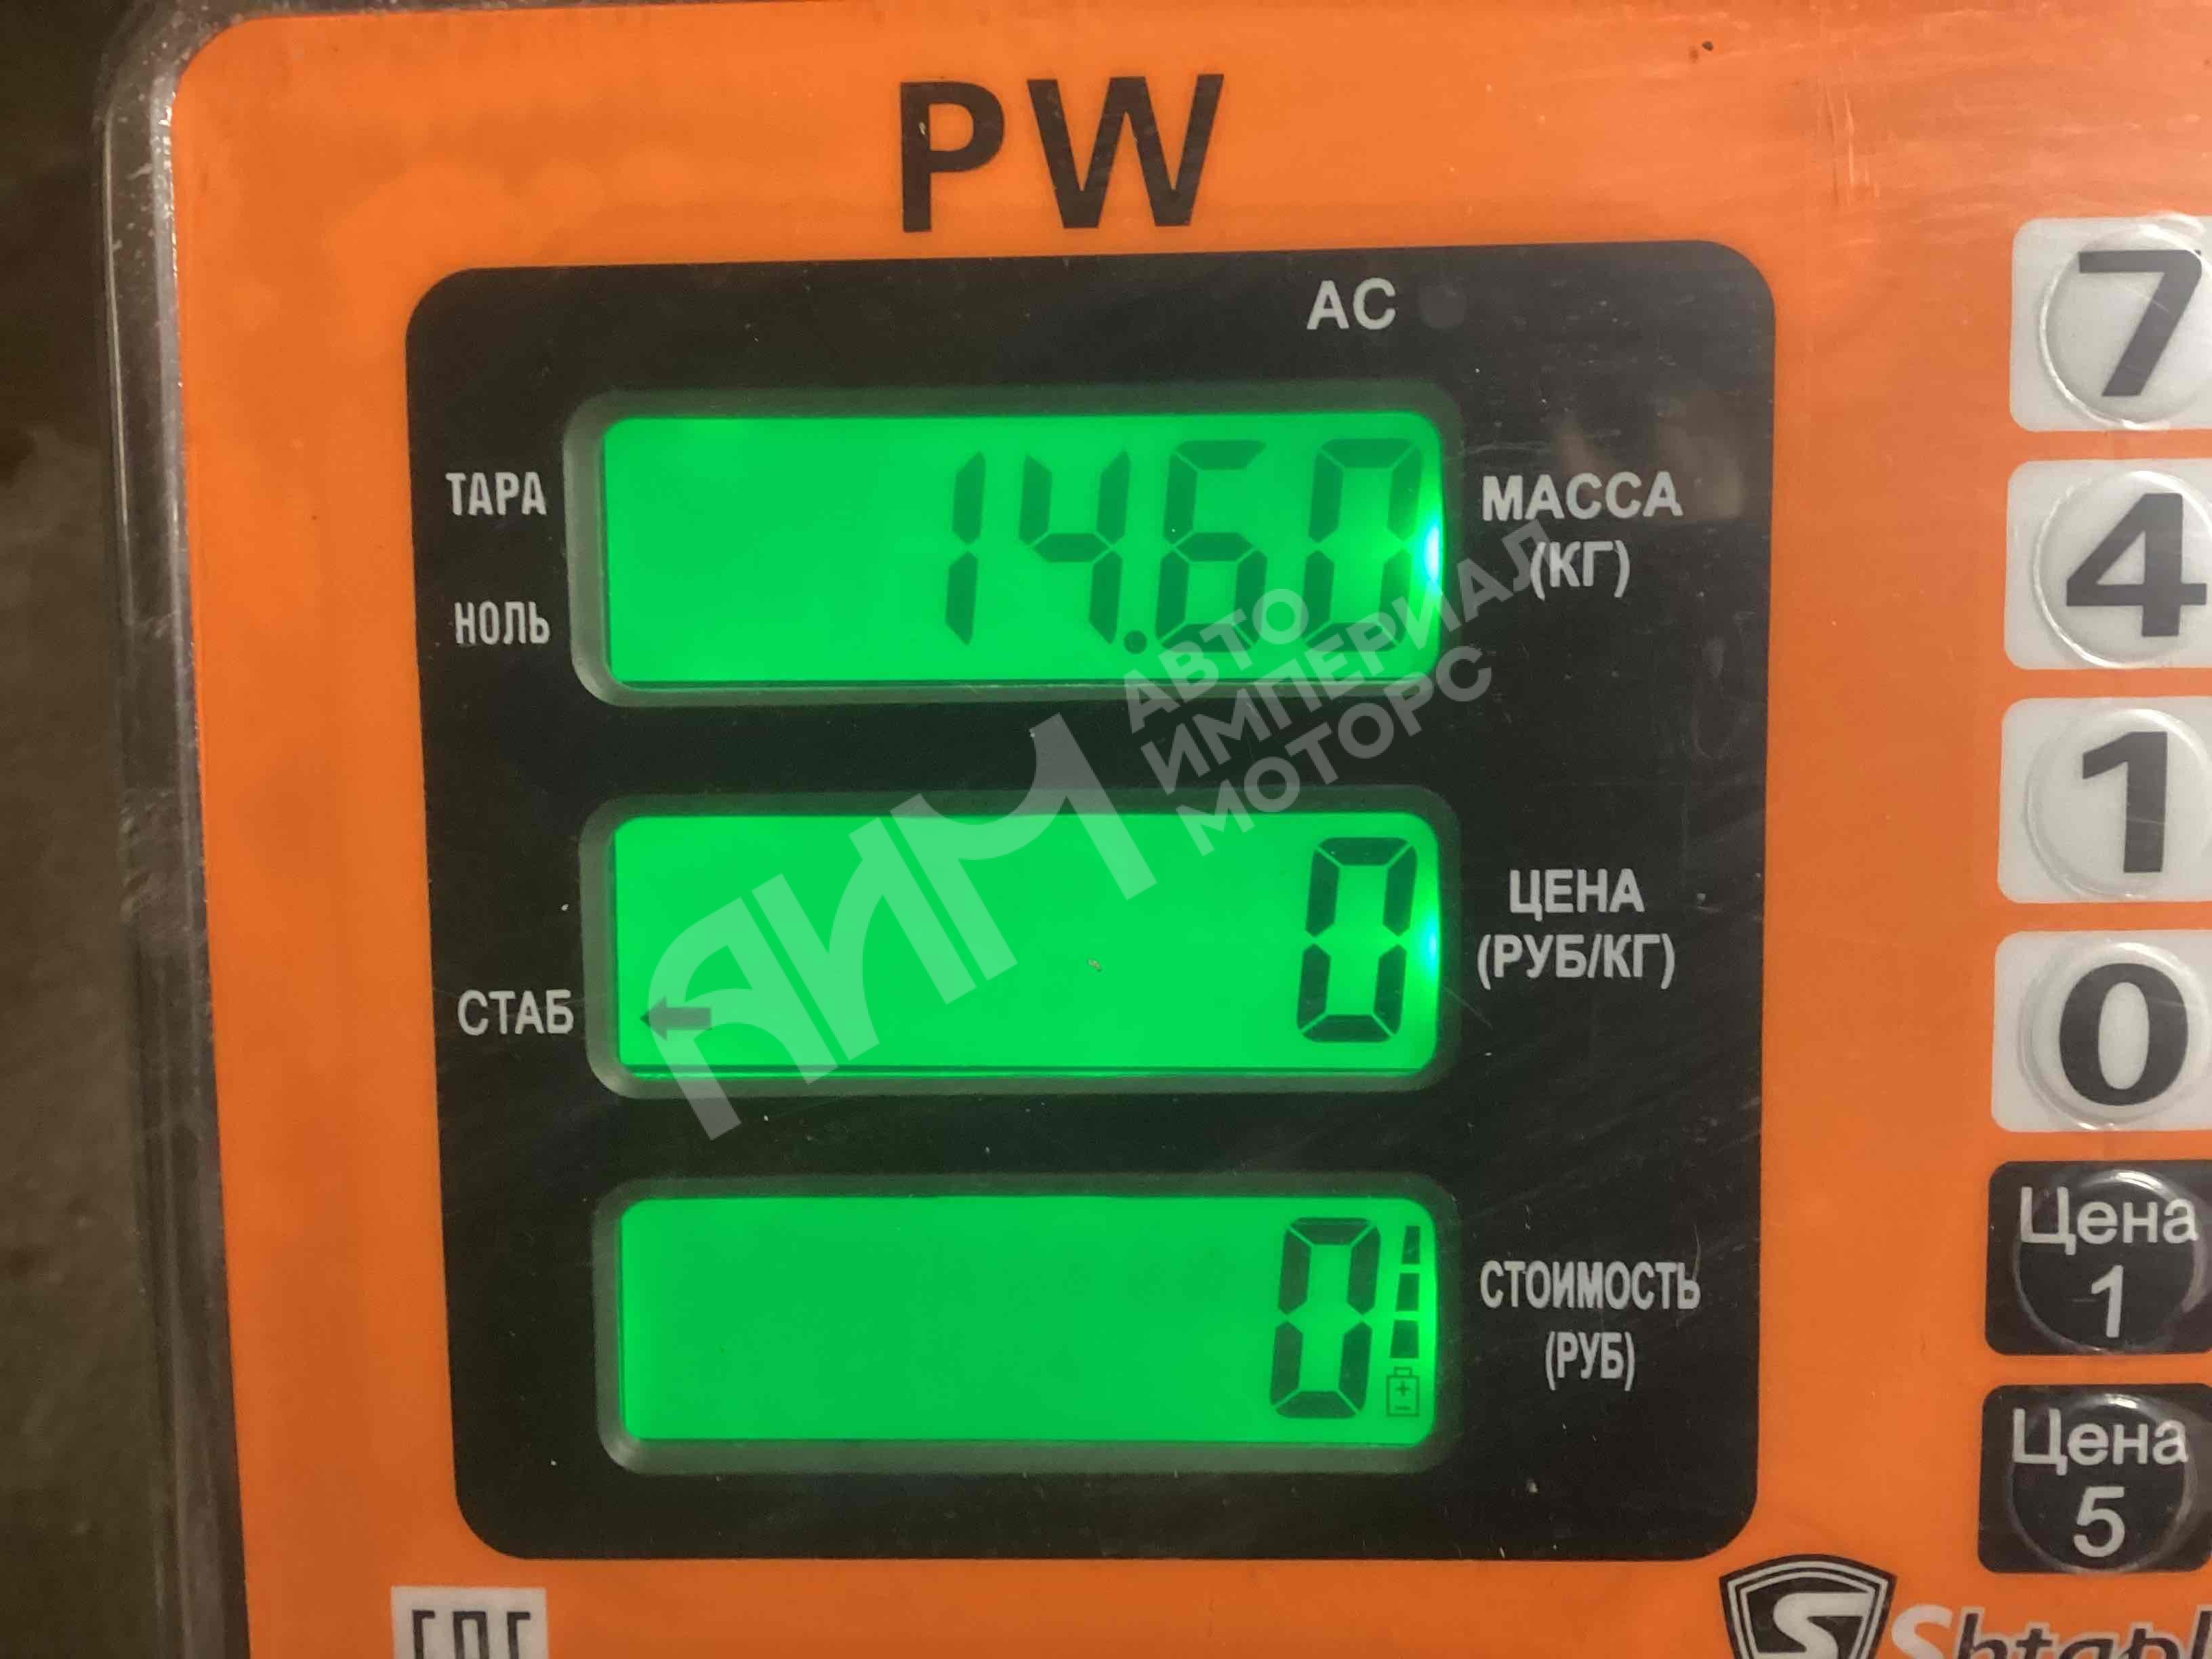 PW
AC
ТАРА
НОЛЬ
14.60
МАССА
(КГ)
АВТО
ИМПЕРИАЛ
МОТОРС
АИМ
СТАБ
0
ЦЕНА
(РУБ/КГ)
0
СТОИМОСТЬ
(РУБ)
7
4
1
0
Цена
1
Цена
5